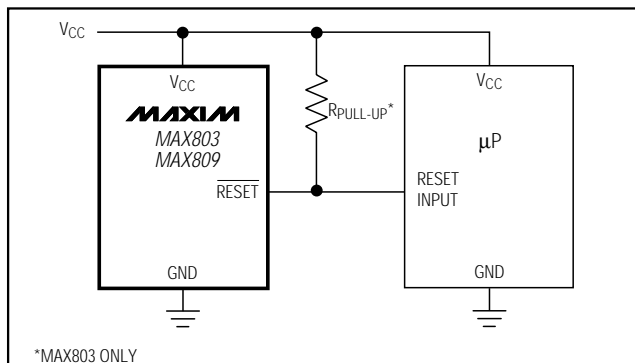 VCC
VCC
MAXIM
MAX803
MAX809
RESET
GND
RPULL-UP*
VCC
µP
RESET
INPUT
GND
*MAX803 ONLY